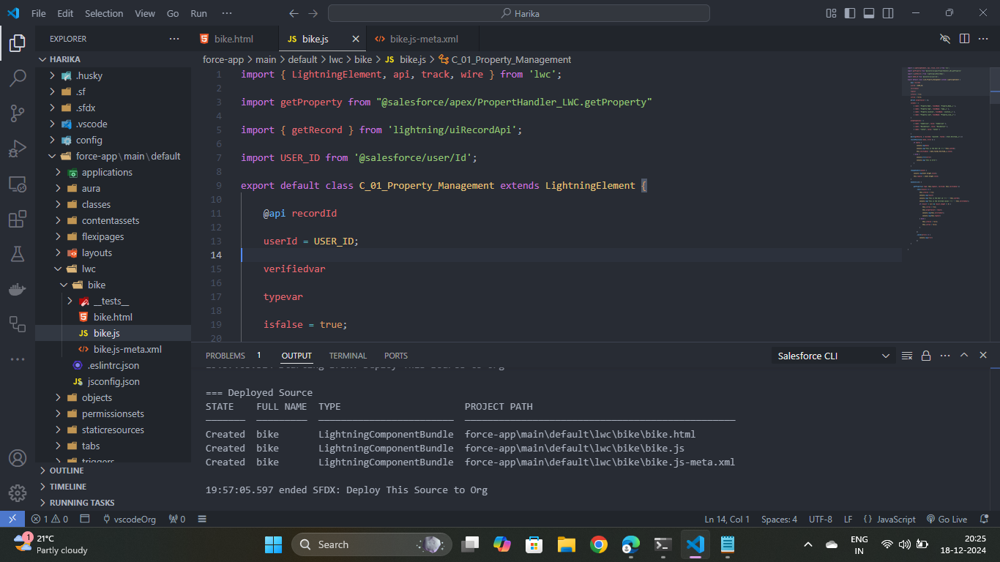 File Edit Selection View Go Run ···
Harika
EXPLORER ···
bike.html
JS bike.js
bike.js-meta.xml
HARIKA
.husky
.sf
.sfdx
.vscode
config
force-app\main\default
applications
aura
classes
contentassets
flexipages
layouts
lwc
bike
__tests__
bike.html
JS bike.js
bike.js-meta.xml
.eslintrc.json
JS jsconfig.json
objects
permissionsets
staticresources
tabs
triggers
OUTLINE
TIMELINE
RUNNING TASKS
force-app > main > default > lwc > bike > JS bike.js > C_01_Property_Management
1 import { LightningElement, api, track, wire } from 'lwc';
2
3 import getProperty from "@salesforce/apex/PropertHandler_LWC.getProperty"
4
5 import { getRecord } from 'lightning/uiRecordApi';
6
7 import USER_ID from '@salesforce/user/Id';
8
9 export default class C_01_Property_Management extends LightningElement {
10
11 @api recordId
12
13 userId = USER_ID;
14
15 verifiedvar
16
17 typevar
18
19 isfalse = true;
20
PROBLEMS 1 OUTPUT TERMINAL PORTS
Salesforce CLI
=== Deployed Source
STATE FULL NAME TYPE PROJECT PATH
Created bike LightningComponentBundle force-app\main\default\lwc\bike\bike.html
Created bike LightningComponentBundle force-app\main\default\lwc\bike\bike.js
Created bike LightningComponentBundle force-app\main\default\lwc\bike\bike.js-meta.xml
19:57:05.597 ended SFDX: Deploy This Source to Org
1 0 vscodeOrg 0
Ln 14, Col 1 Spaces: 4 UTF-8 LF {} JavaScript Go Live
1
21°C
Partly cloudy
Search
ENG
IN
20:25
18-12-2024